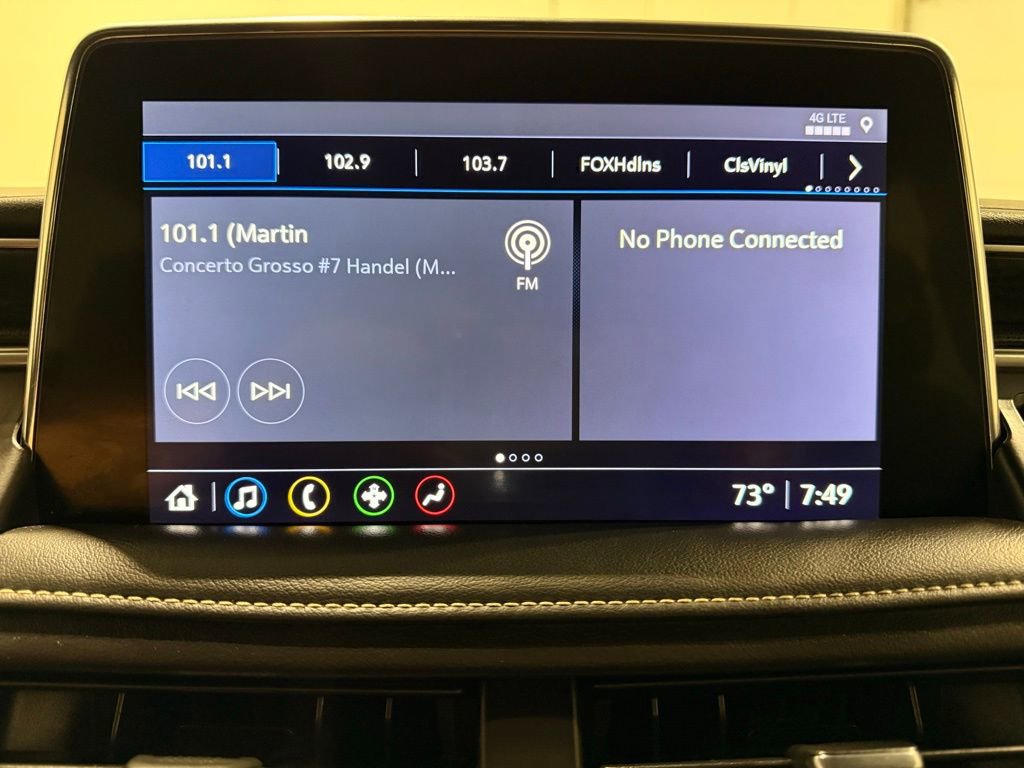 4G LTE
101.1 102.9 103.7 FOXHdlns ClsVinyl
101.1 (Martin
Concerto Grosso #7 Handel (M...
FM
No Phone Connected
73° 7:49